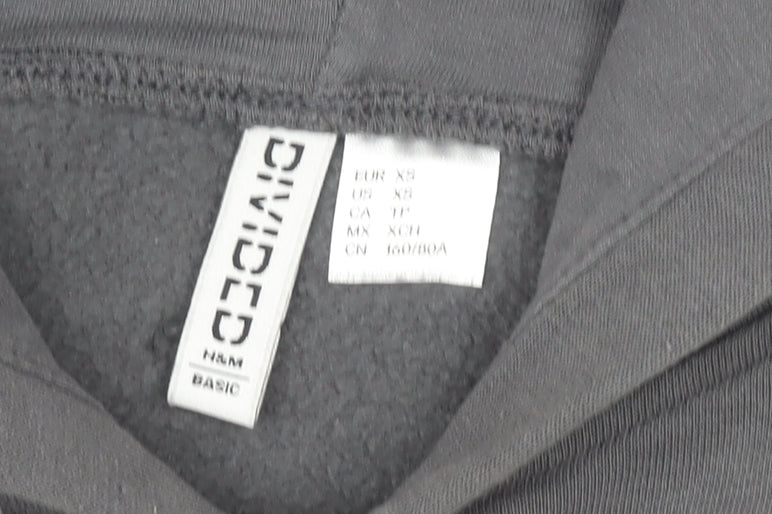 DIVIDED
H&M
BASIC
EUR XS
US XS
CA TP
MX XCH
CN 160/80A